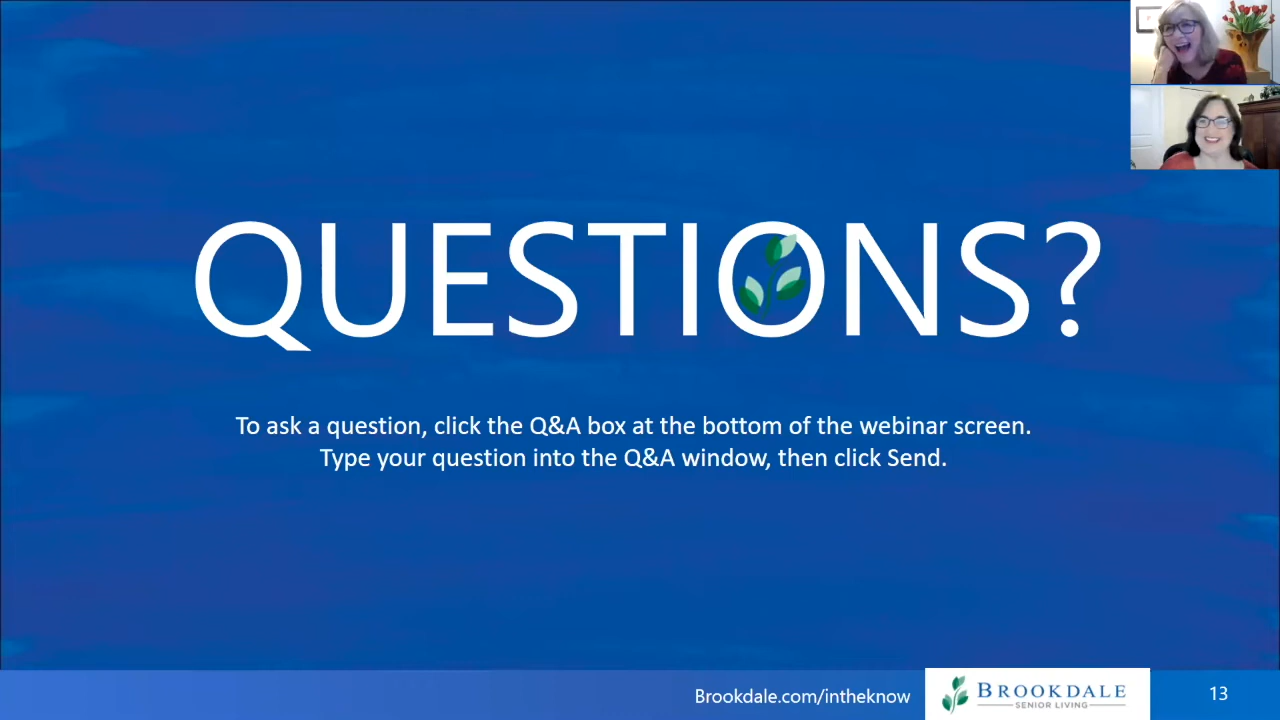 QUESTIONS?
To ask a question, click the Q&A box at the bottom of the webinar screen.
Type your question into the Q&A window, then click Send.
Brookdale.com/intheknow
BROOKDALE
SENIOR LIVING
13